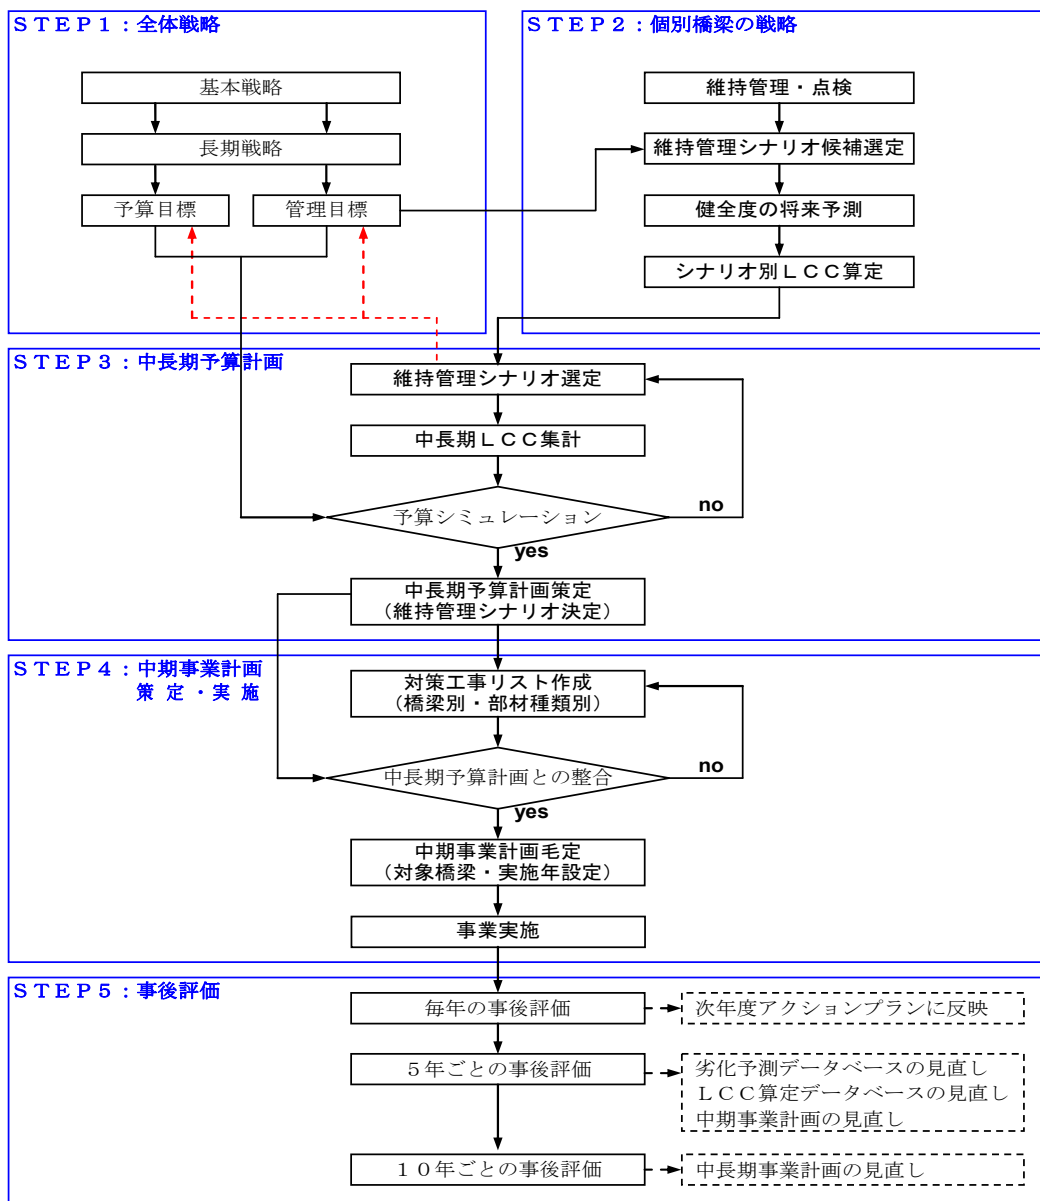 ＳＴＥＰ１：全体戦略
基本戦略
長期戦略
予算目標
管理目標
ＳＴＥＰ２：個別橋梁の戦略
維持管理・点検
維持管理シナリオ候補選定
健全度の将来予測
シナリオ別ＬＣＣ算定
ＳＴＥＰ３：中長期予算計画
維持管理シナリオ選定
中長期ＬＣＣ集計
予算シミュレーション
no
yes
中長期予算計画策定
（維持管理シナリオ決定）
ＳＴＥＰ４：中期事業計画
策定・実施
対策工事リスト作成
（橋梁別・部材種類別）
中長期予算計画との整合
no
yes
中期事業計画毛定
（対象橋梁・実施年設定）
事業実施
ＳＴＥＰ５：事後評価
毎年の事後評価
次年度アクションプランに反映
５年ごとの事後評価
劣化予測データベースの見直し
ＬＣＣ算定データベースの見直し
中期事業計画の見直し
１０年ごとの事後評価
中長期事業計画の見直し